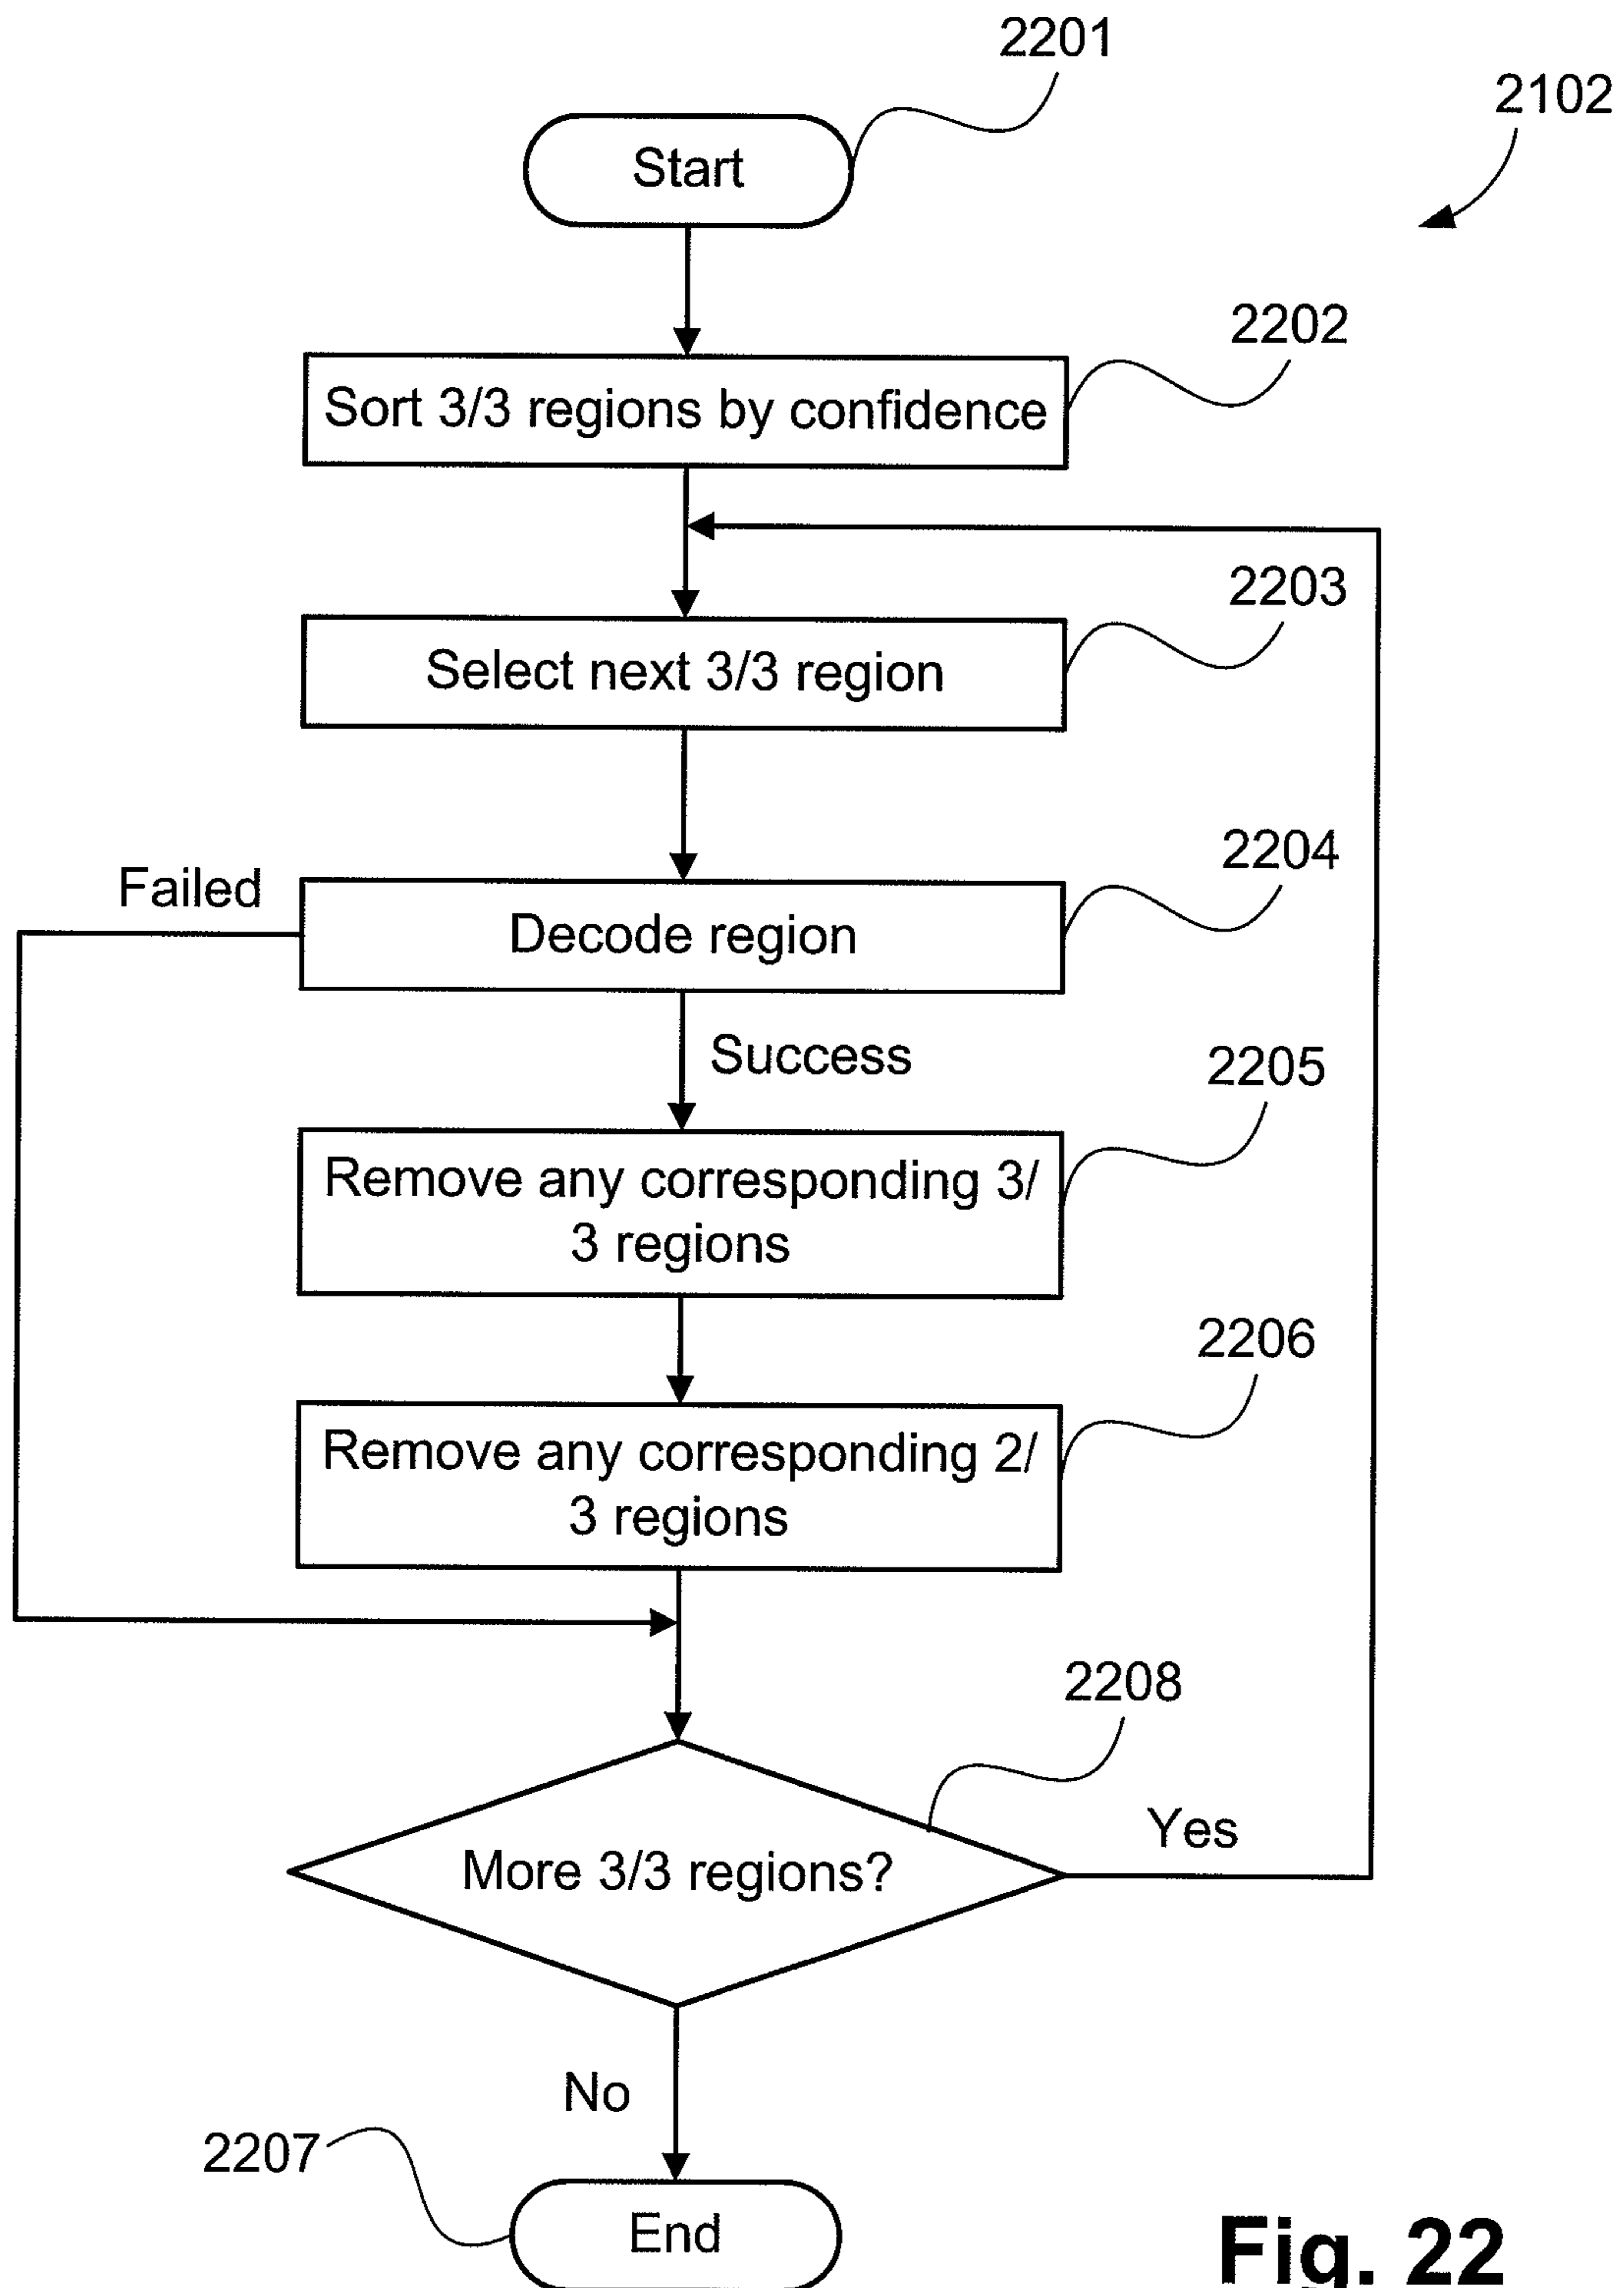 2201
2102
Start
2202
Sort 3/3 regions by confidence
2203
Select next 3/3 region
2204
Failed
Decode region
Success
2205
Remove any corresponding 3/
3 regions
2206
Remove any corresponding 2/
3 regions
2208
Yes
More 3/3 regions?
No
2207
End
Fig. 22